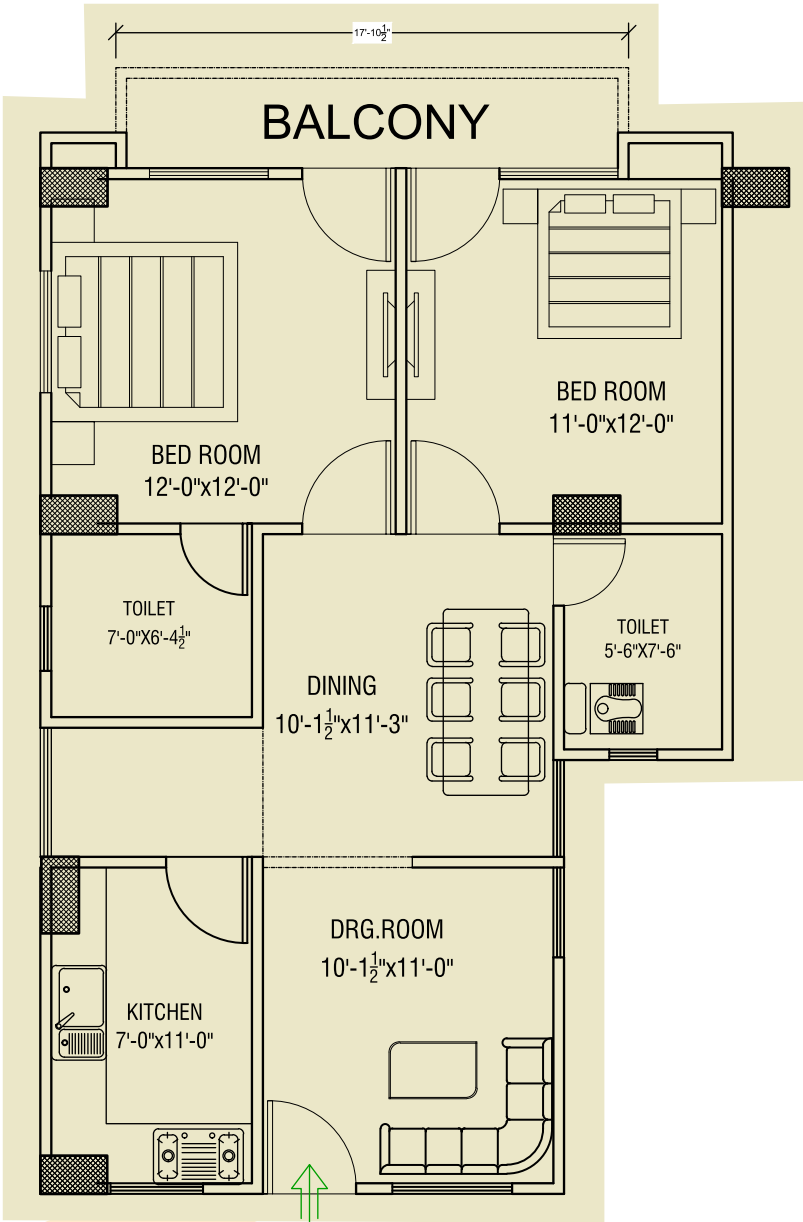 17'-10½"
BALCONY
BED ROOM
11'-0"x12'-0"
BED ROOM
12'-0"x12'-0"
TOILET
7'-0"X6'-4½"
TOILET
5'-6"X7'-6"
DINING
10'-1½"x11'-3"
DRG.ROOM
10'-1½"x11'-0"
KITCHEN
7'-0"x11'-0"